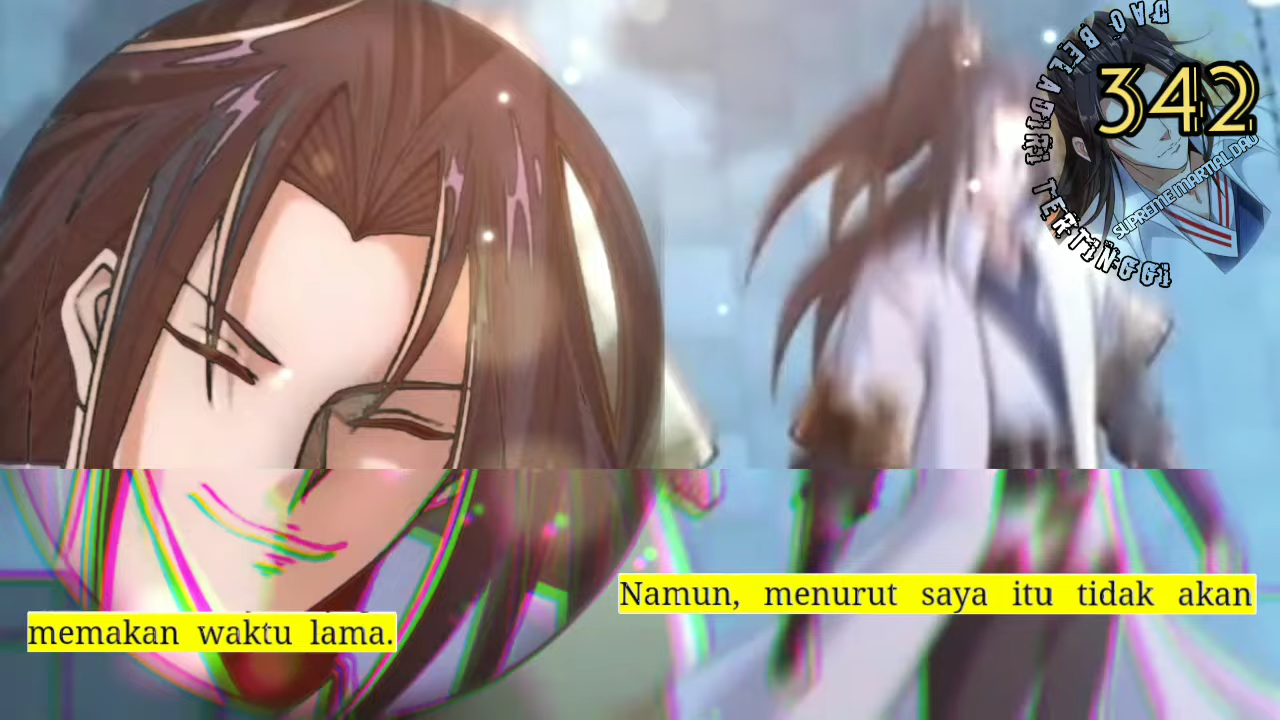 DAO BELADIRI TERTINGGI
342
SUPREME MARTIAL DAO
Namun, menurut saya itu tidak akan
memakan waktu lama.